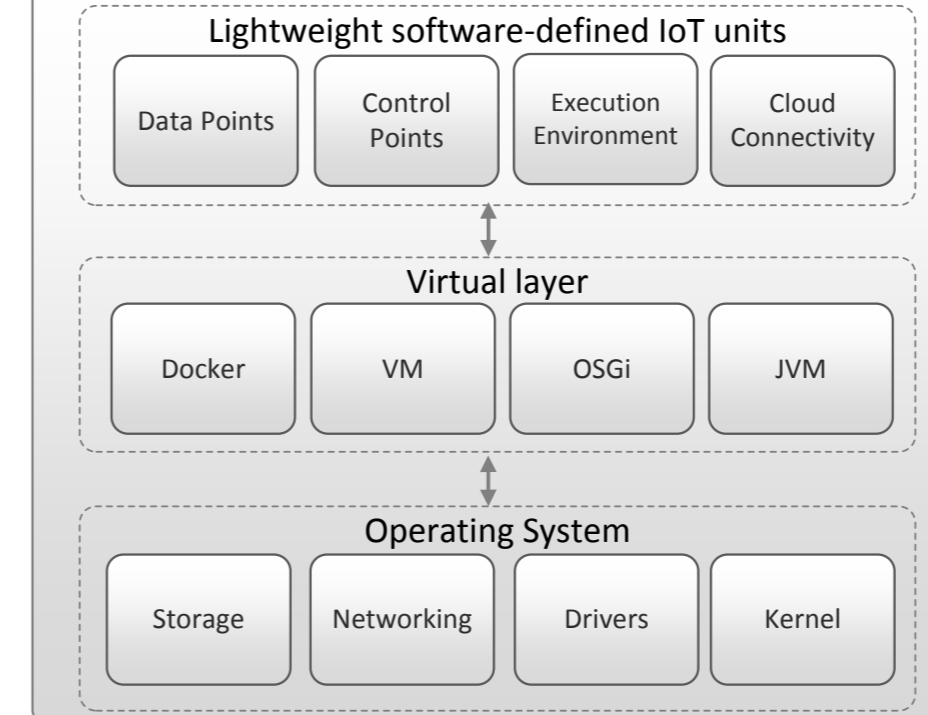 Lightweight software-defined IoT units
Data Points
Control
Points
Execution
Environment
Cloud
Connectivity
Virtual layer
Docker
VM
OSGi
JVM
Operating System
Storage
Networking
Drivers
Kernel